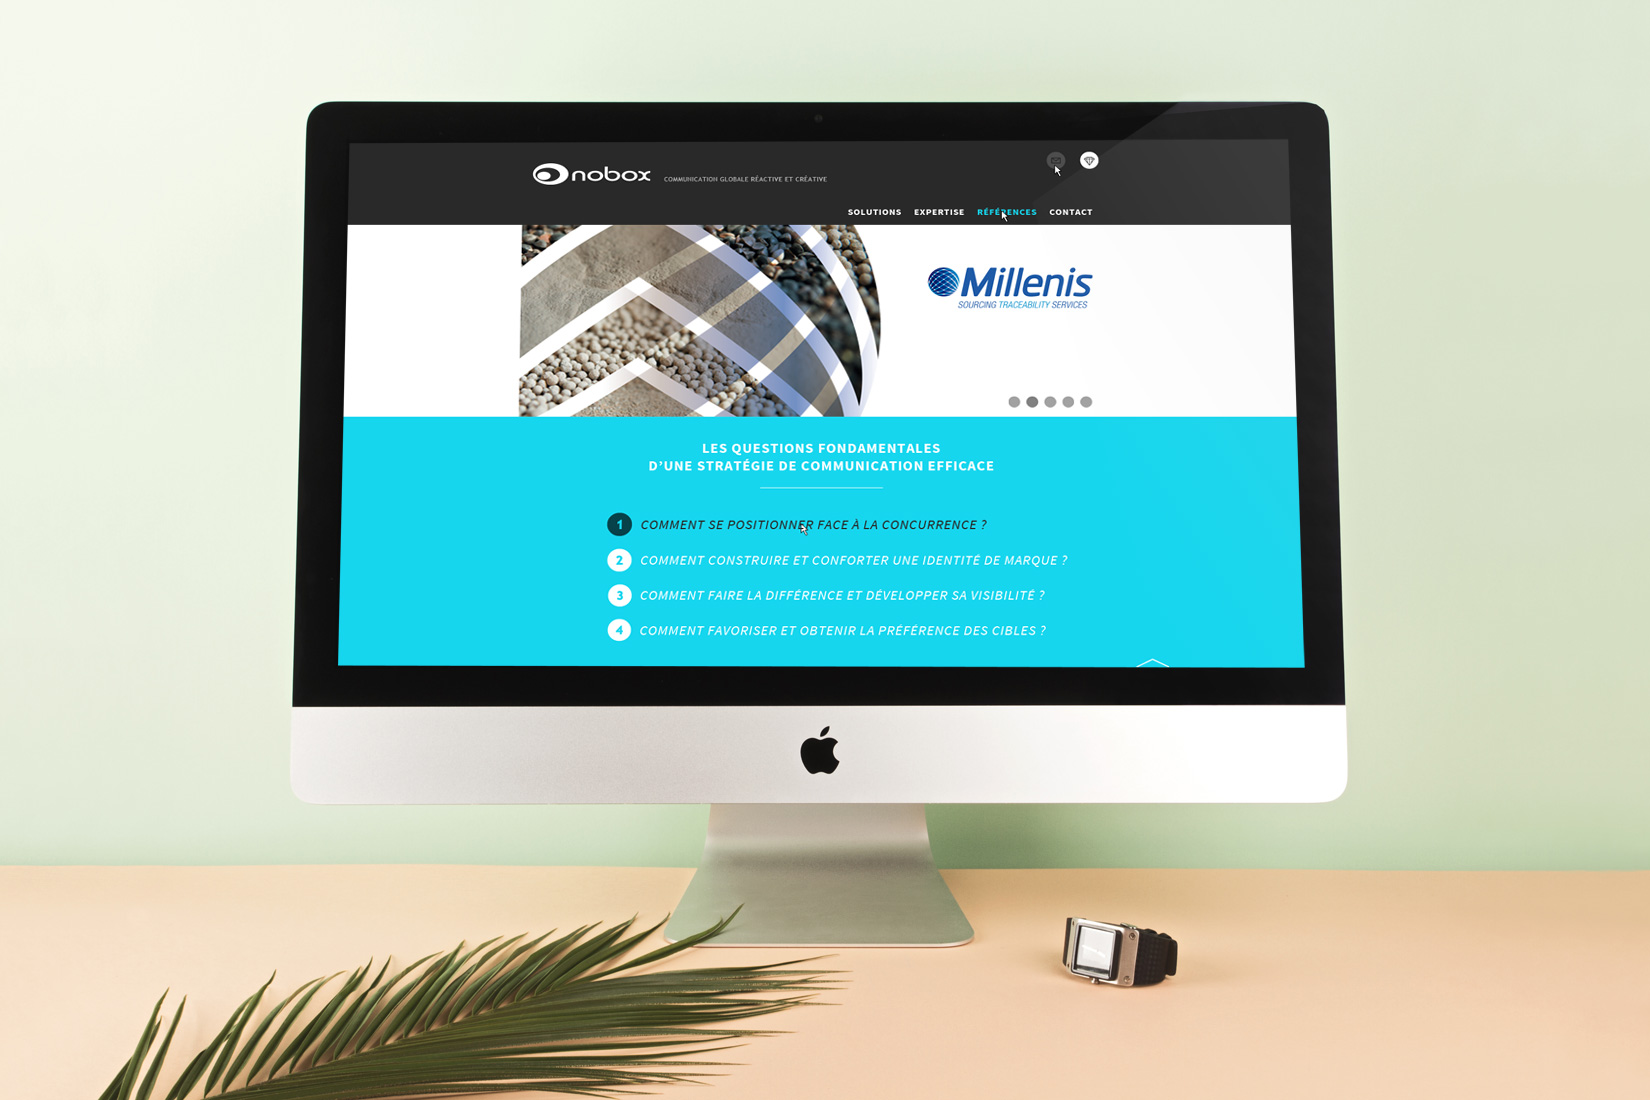 nobox
COMMUNICATION GLOBALE RÉACTIVE ET CRÉATIVE
SOLUTIONS EXPERTISE RÉFÉRENCES CONTACT
Millenis
SOURCING TRACEABILITY SERVICES
LES QUESTIONS FONDAMENTALES
D'UNE STRATÉGIE DE COMMUNICATION EFFICACE
1 COMMENT SE POSITIONNER FACE À LA CONCURRENCE ?
2 COMMENT CONSTRUIRE ET CONFORTER UNE IDENTITÉ DE MARQUE ?
3 COMMENT FAIRE LA DIFFÉRENCE ET DÉVELOPPER SA VISIBILITÉ ?
4 COMMENT FAVORISER ET OBTENIR LA PRÉFÉRENCE DES CIBLES ?